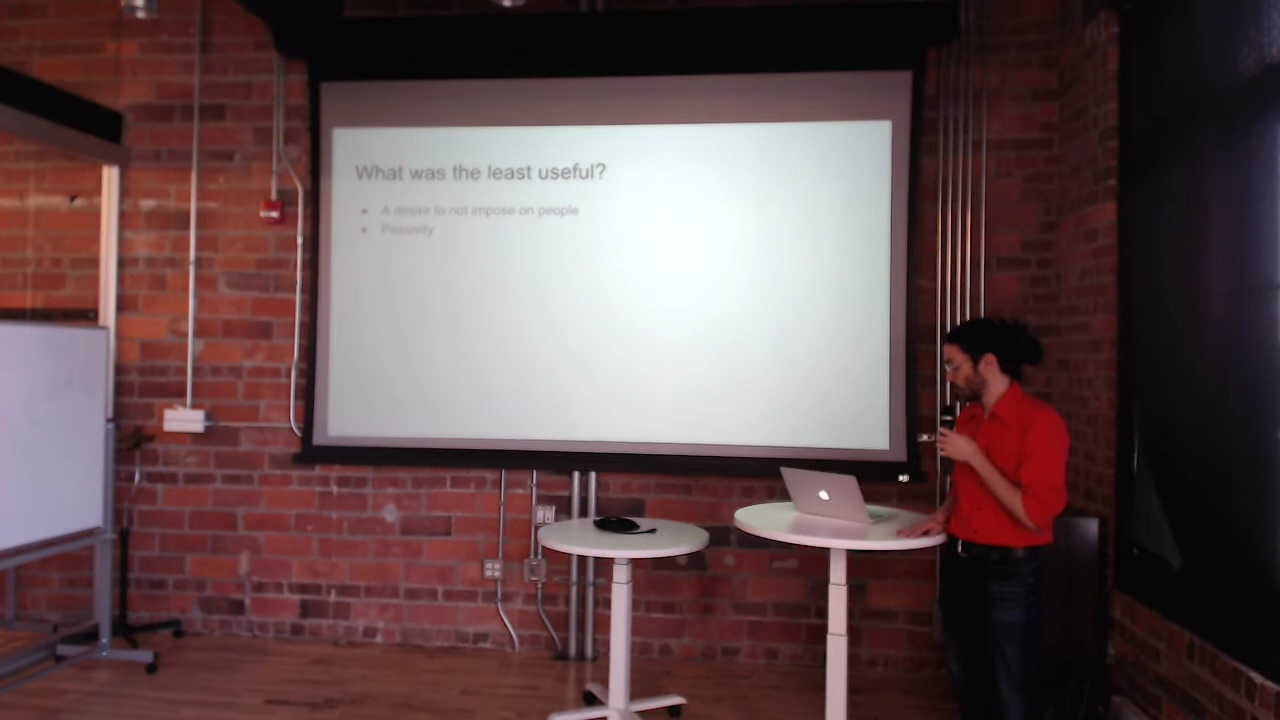 What was the least useful?
● A desire to not impose on people
● Passivity